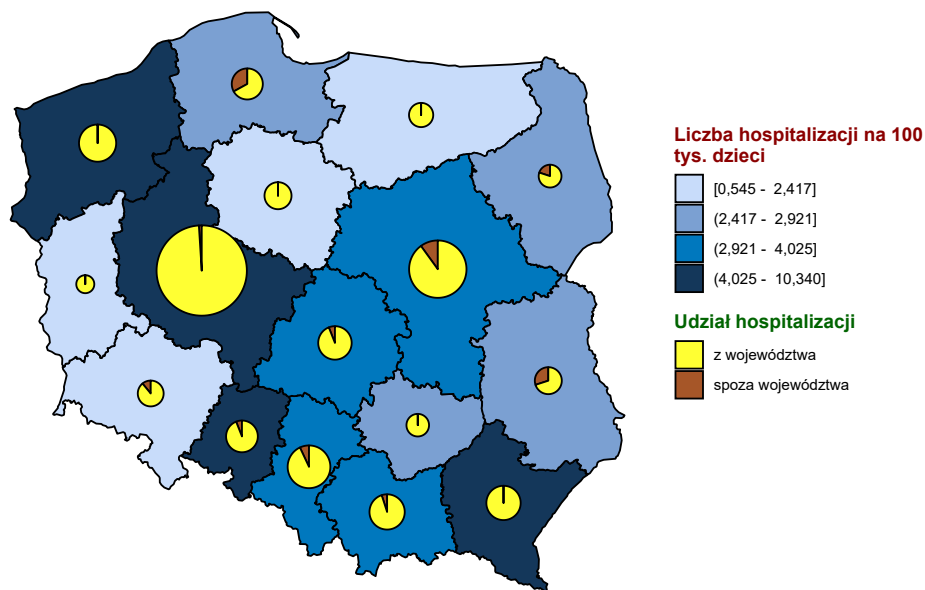 Liczba hospitalizacji na 100
tys. dzieci
[0,545 - 2,417]
(2,417 - 2,921]
(2,921 - 4,025]
(4,025 - 10,340]
Udział hospitalizacji
z województwa
spoza województwa